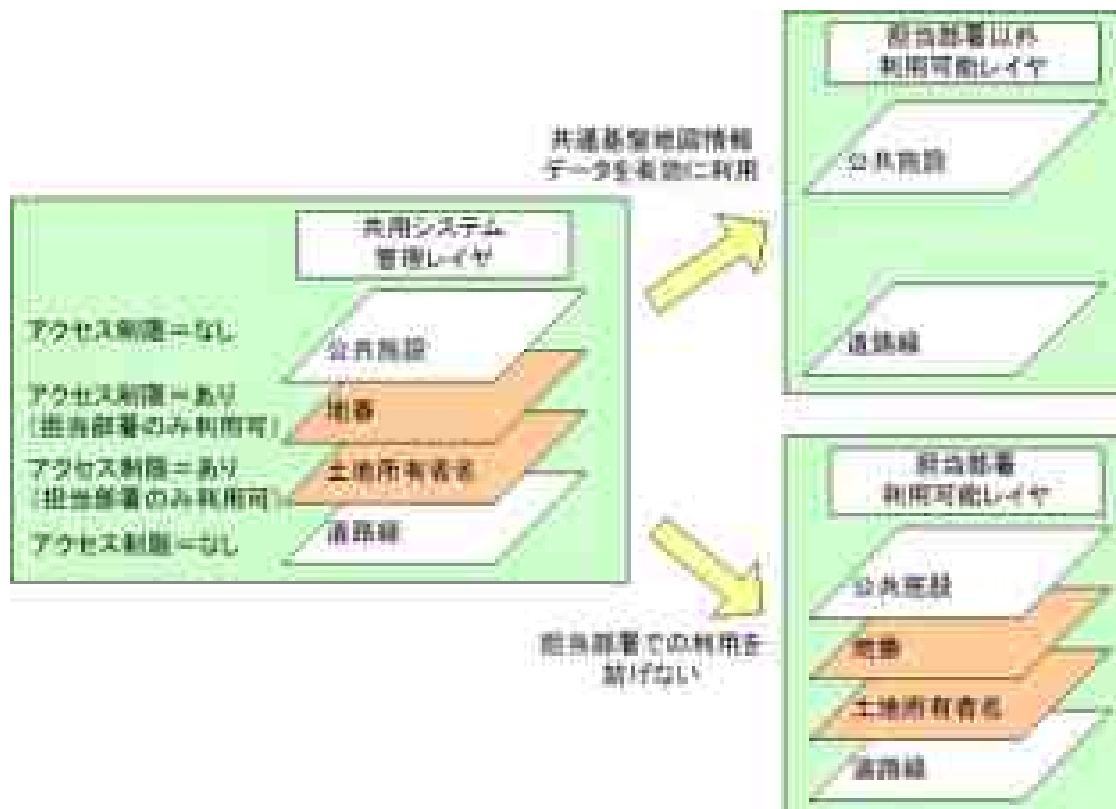 共用システム
管理レイヤ
アクセス制限=なし
公共施設
アクセス制限=あり
(担当部署のみ利用可)
地番
アクセス制限=あり
(担当部署のみ利用可)
土地所有者名
アクセス制限=なし
道路線
共通基盤地図情報
データを有効に利用
担当部署以外
利用可能レイヤ
公共施設
道路線
担当部署での利用を
妨げない
担当部署
利用可能レイヤ
公共施設
地番
土地所有者名
道路線